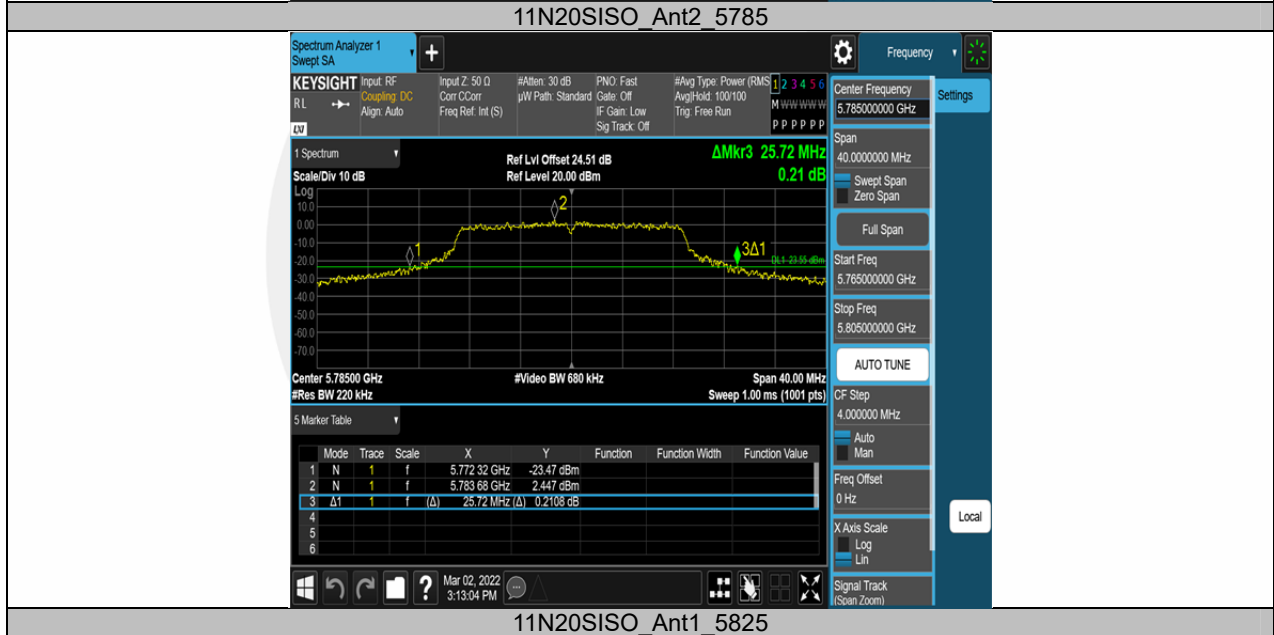 11N20SISO_Ant2_5785
Spectrum Analyzer 1
Swept SA
+
Frequency
KEYSIGHT Input: RF Input Z: 50 Ω #Atten: 30 dB PNO: Fast #Avg Type: Power (RMS 1 2 3 4 5 6
RL Coupling: DC Corr CCorr µW Path: Standard Gate: Off Avg|Hold: 100/100 M W W W W W
Align: Auto Freq Ref: Int (S) IF Gain: Low Trig: Free Run
LXI Sig Track: Off P P P P P P
1 Spectrum
Ref Lvl Offset 24.51 dB
ΔMkr3 25.72 MHz
Scale/Div 10 dB Ref Level 20.00 dBm 0.21 dB
Log
10.0
0.00
-10.0
-20.0
-30.0
-40.0
-50.0
-60.0
-70.0
1
2
3Δ1
DL1 -23.55 dBm
Center 5.78500 GHz #Video BW 680 kHz Span 40.00 MHz
#Res BW 220 kHz Sweep 1.00 ms (1001 pts)
5 Marker Table
Mode Trace Scale X Y Function Function Width Function Value
1 N 1 f 5.772 32 GHz -23.47 dBm
2 N 1 f 5.783 68 GHz 2.447 dBm
3 Δ1 1 f (Δ) 25.72 MHz (Δ) 0.2108 dB
4
5
6
?
Mar 02, 2022
3:13:04 PM
Center Frequency
5.785000000 GHz
Settings
Span
40.0000000 MHz
Swept Span
Zero Span
Full Span
Start Freq
5.765000000 GHz
Stop Freq
5.805000000 GHz
AUTO TUNE
CF Step
4.000000 MHz
Auto
Man
Freq Offset
0 Hz
Local
X Axis Scale
Log
Lin
Signal Track
(Span Zoom)
11N20SISO_Ant1_5825